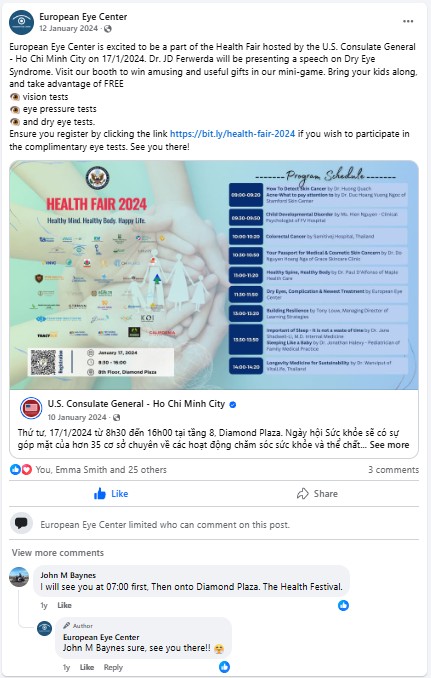 European Eye Center
12 January 2024
European Eye Center is excited to be a part of the Health Fair hosted by the U.S. Consulate General
- Ho Chi Minh City on 17/1/2024. Dr. JD Ferwerda will be presenting a speech on Dry Eye
Syndrome. Visit our booth to win amusing and useful gifts in our mini-game. Bring your kids along,
and take advantage of FREE
👁 vision tests
👁 eye pressure tests
👁 and dry eye tests.
Ensure you register by clicking the link https://bit.ly/health-fair-2024 if you wish to participate in
the complimentary eye tests. See you there!
HEALTH FAIR 2024
Healthy Mind. Healthy Body. Happy Life.
Registration
January 17, 2024
8:30 - 16:00
8th Floor, Diamond Plaza
Program Schedule
09:00-09:20
How To Detect Skin Cancer by Dr. Huong Quach
Acne-What to pay attention to by Dr.
Stamford Skin Center
09:30-09:50
Child Developmental Disorder by Ms. Hien Nguyen - Clinical
Psychologist of FV Hospital
10:00-10:20
Colorectal Cancer by Samitivej Hospital, Thailand
Your Passport for Medical & Cosmetic Skin Concern by Dr. Do
Nguyen Hoang Nga of Grace Skincare Clinic
11:00-11:20
Healthy Spine, Healthy Body by Dr. Paul D'Alfonso of Maple
Health Care
11:30-11:50
Dry Eyes, Complication & Newest Treatment by European Eye
Center
13:00-13:20
Building Resilience by Tony Louw, Managing Director of
Learning Strategies
13:30-13:50
Important of Sleep - It is not a waste of time by Dr. June
M.D. Internal Medicine
Sleeping Like a Baby by Dr. Jonathan Halevy - Pediatrician of
Family Medical Practice
14:00-14:20
Longevity Medicine for Sustainability by Dr.
of VitalLife, Thailand
U.S. Consulate General - Ho Chi Minh City
10 January 2024
Thứ tư, 17/1/2024 từ 8h30 đến 16h00 tại tầng 8, Diamond Plaza. Ngày hội Sức khỏe sẽ có sự
góp mặt của hơn 35 cơ sở chuyên về các hoạt động chăm sóc sức khỏe và thể chất... See more
You, Emma Smith and 25 others
3 comments
Like
Share
European Eye Center limited who can comment on this post.
View more comments
John M Baynes
I will see you at 07:00 first, Then onto Diamond Plaza. The Health Festival.
1y Like
Author
European Eye Center
John M Baynes sure, see you there!! 🤗
1y Like Reply